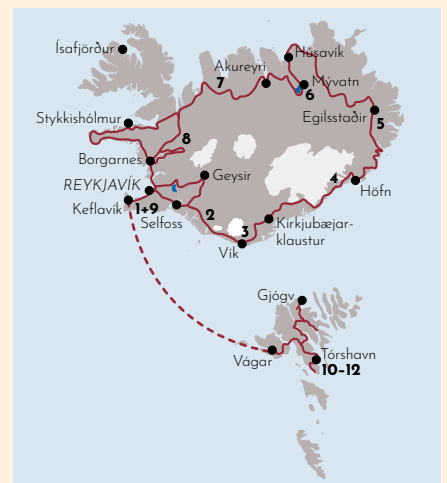 Ísafjörður
Húsavík
Akureyri
7
Mývatn
6
Stykkishólmur
Egilsstaðir
5
8
Borgarnes
REYKJAVÍK
Geysir
4
Keflavík
1+9
Höfn
Selfoss
2
Kirkjubæjar-
klaustur
3
Vík
Gjógv
Vágar
Tórshavn
10-12